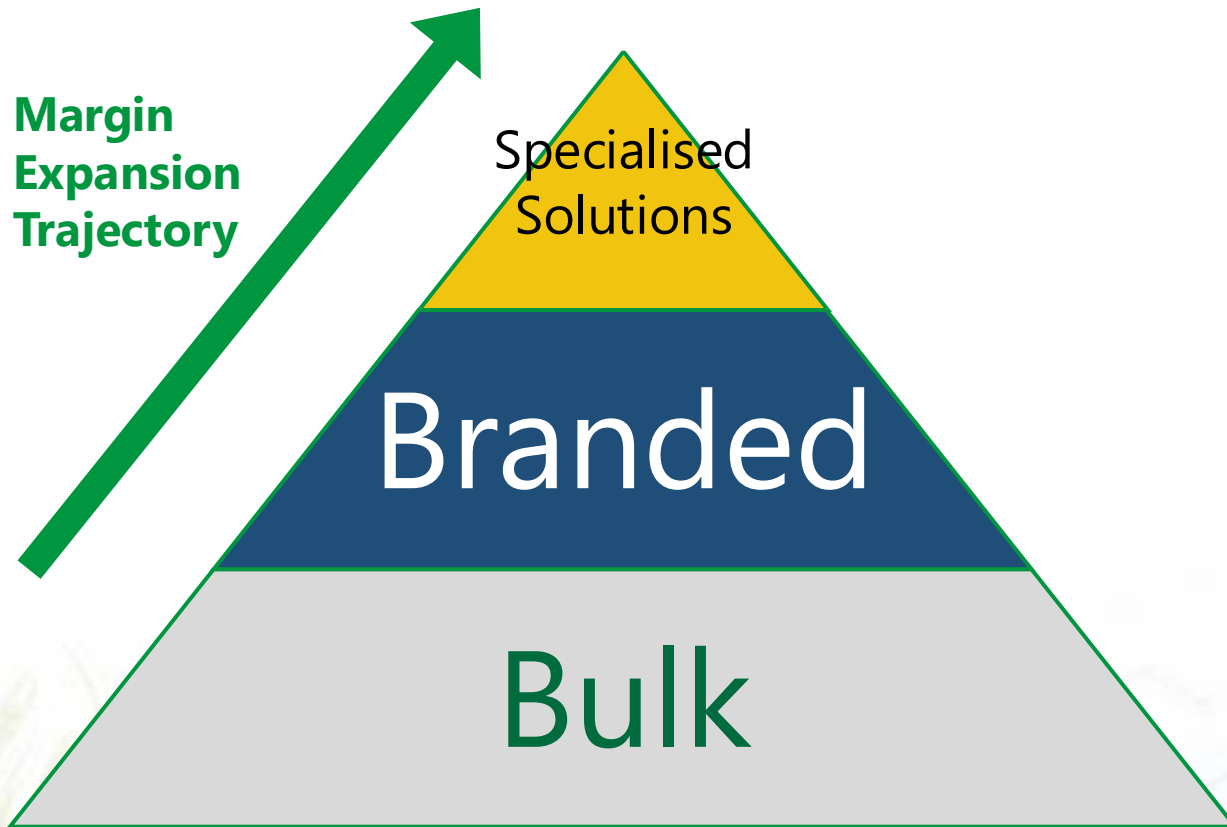 Margin
Expansion
Trajectory
Specialised
Solutions
Branded
Bulk